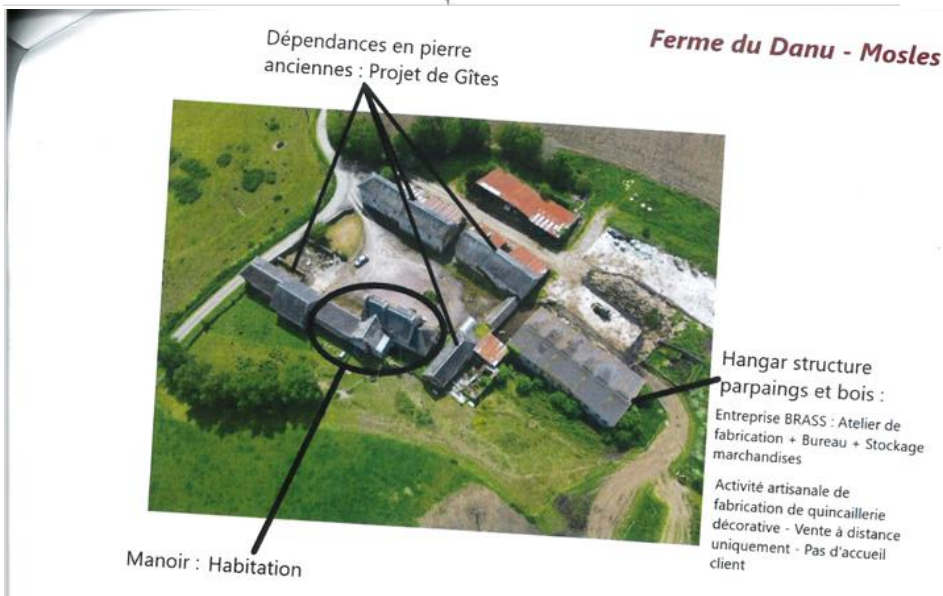 Ferme du Danu - Mosles
Dépendances en pierre
anciennes : Projet de Gîtes
Hangar structure
parpaings et bois :
Entreprise BRASS : Atelier de
fabrication + Bureau + Stockage
marchandises
Activité artisanale de
fabrication de quincaillerie
décorative - Vente à distance
uniquement - Pas d'accueil
client
Manoir : Habitation